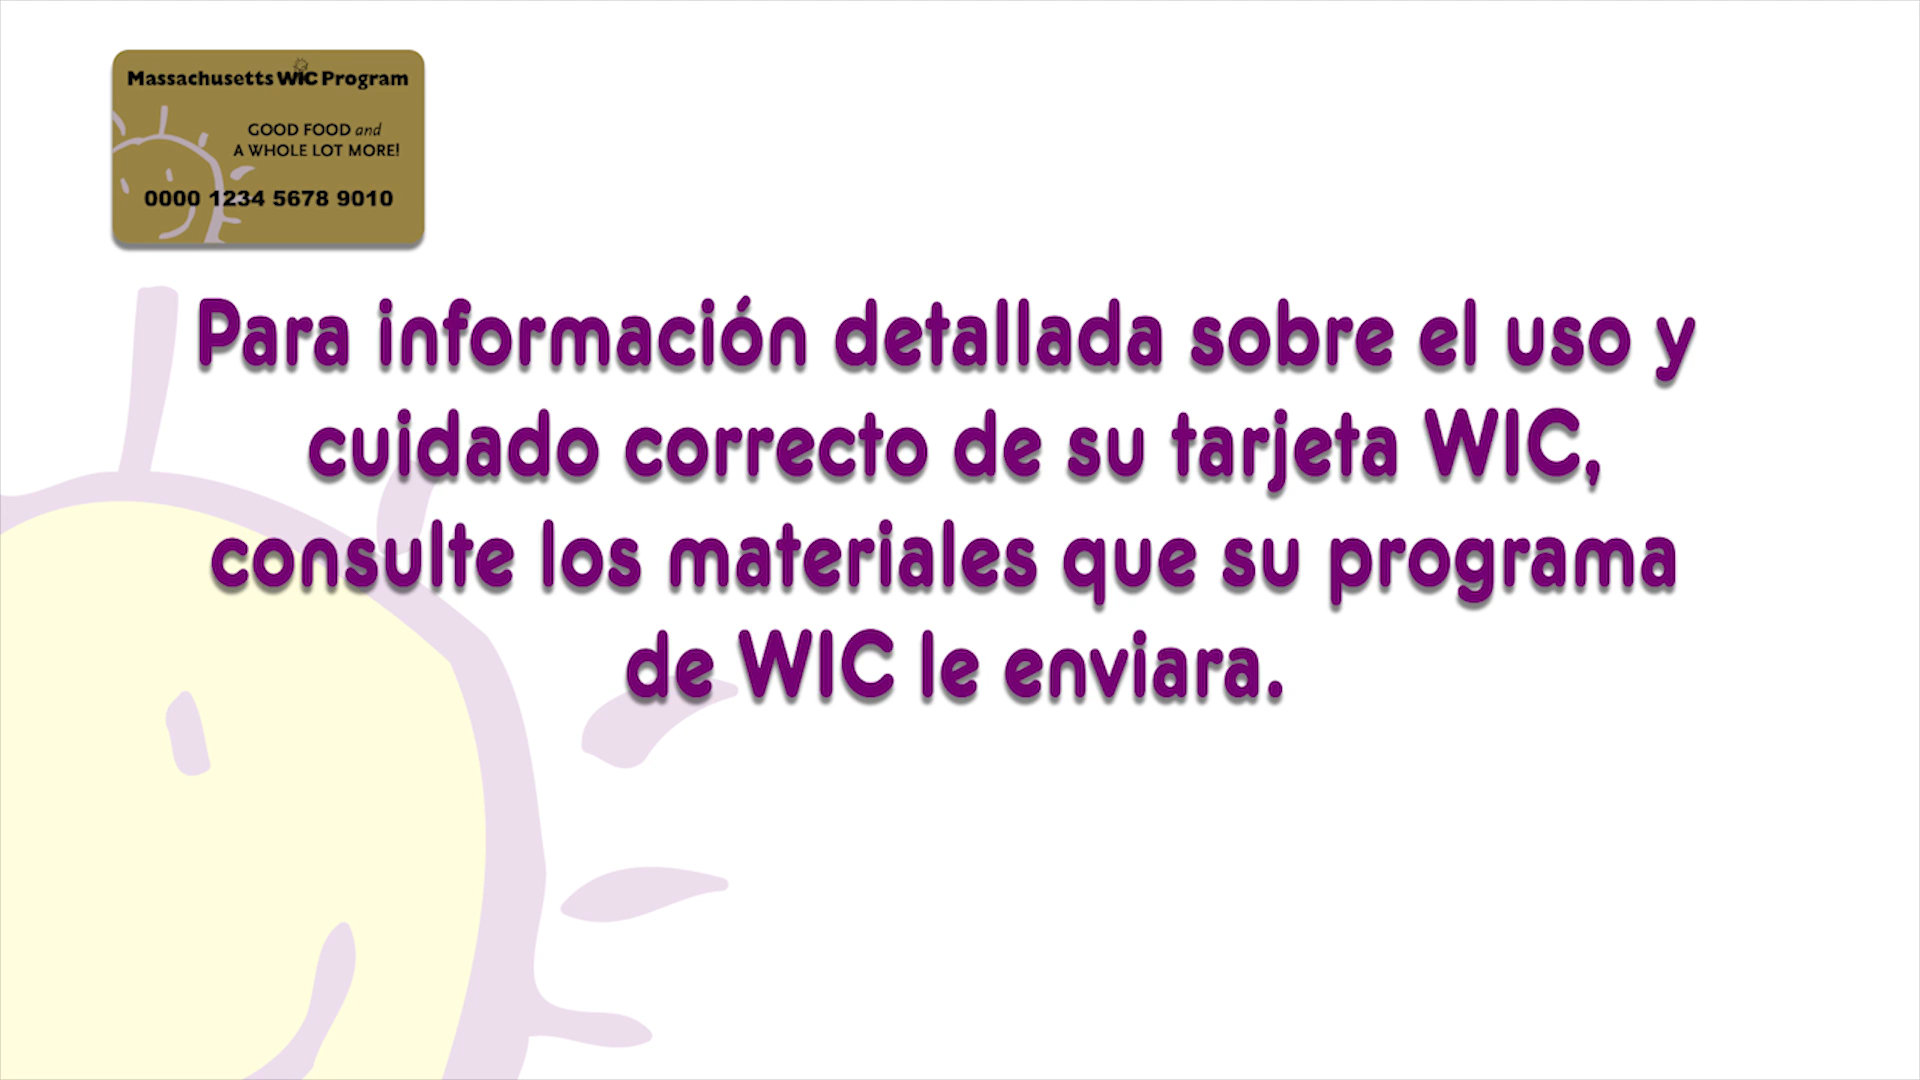 Massachusetts WIC Program
GOOD FOOD and
A WHOLE LOT MORE!
0000 1234 5678 9010
Para información detallada sobre el uso y
cuidado correcto de su tarjeta WIC,
consulte los materiales que su programa
de WIC le enviara.